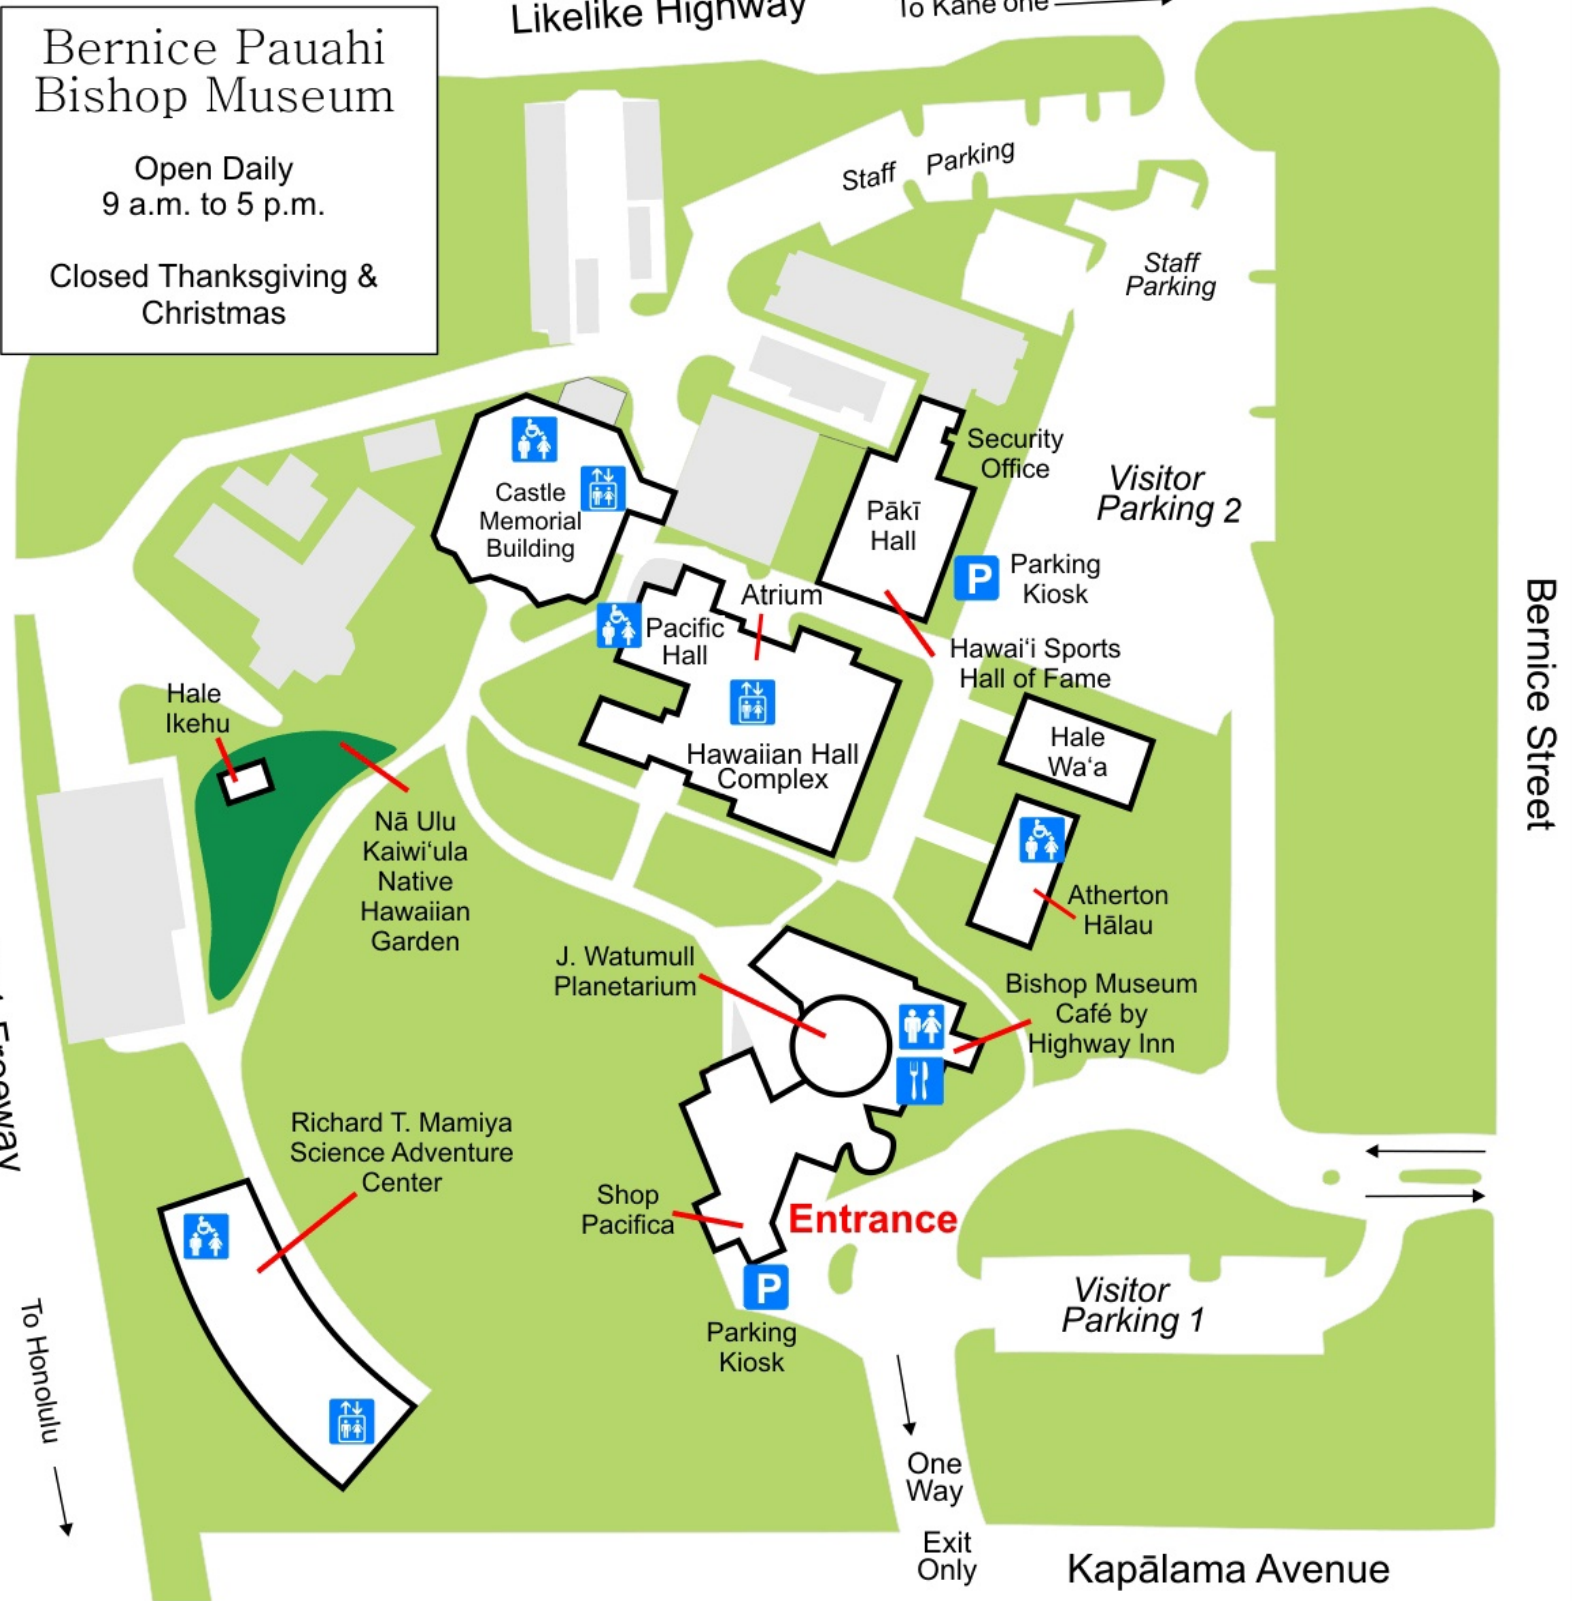 Bernice Pauahi
Bishop Museum
Open Daily
9 a.m. to 5 p.m.
Closed Thanksgiving &
Christmas
Likelike Highway
To Kāne
Staff Parking
Staff
Parking
Security
Office
Visitor
Parking 2
Castle
Memorial
Building
Pākī
Hall
P
Parking
Kiosk
Atrium
Pacific
Hall
Hawaiʻi Sports
Hall of Fame
Bernice Street
Hale
Ikehu
Hawaiian Hall
Complex
Hale
Waʻa
Nā Ulu
Kaiwiʻula
Native
Hawaiian
Garden
Atherton
Hālau
J. Watumull
Planetarium
Bishop Museum
Café by
Highway Inn
Freeway
Richard T. Mamiya
Science Adventure
Center
Shop
Pacifica
Entrance
P
Parking
Kiosk
Visitor
Parking 1
To Honolulu
One
Way
Exit
Only
Kapālama Avenue